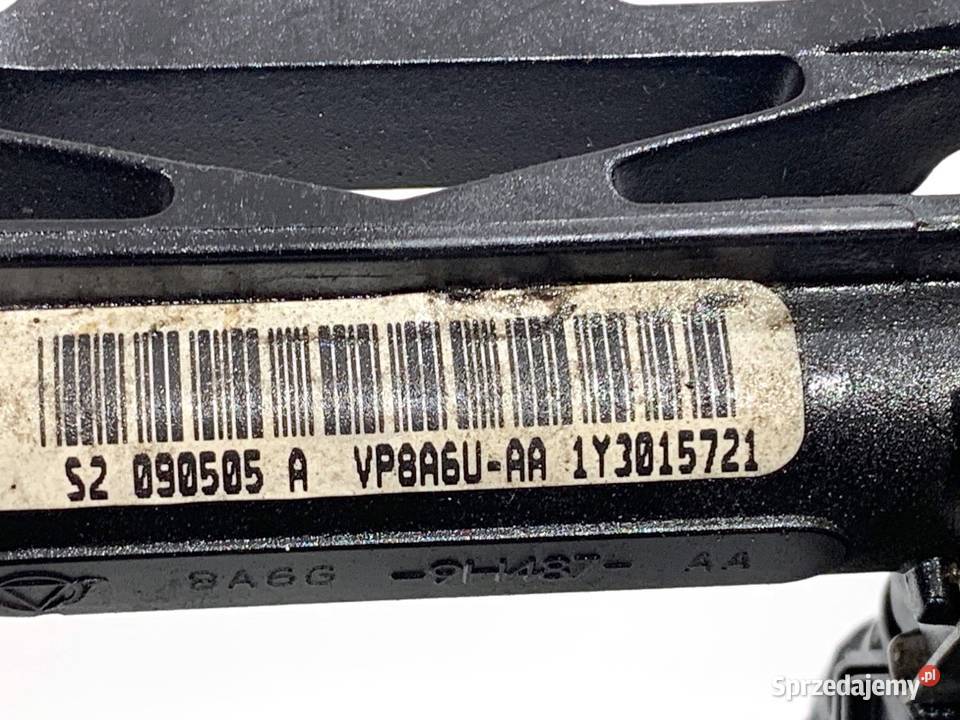 S2 090505 A VP8A6U-AA 1Y3015721
8A6G -9H487- AA
Sprzedajemy.pl